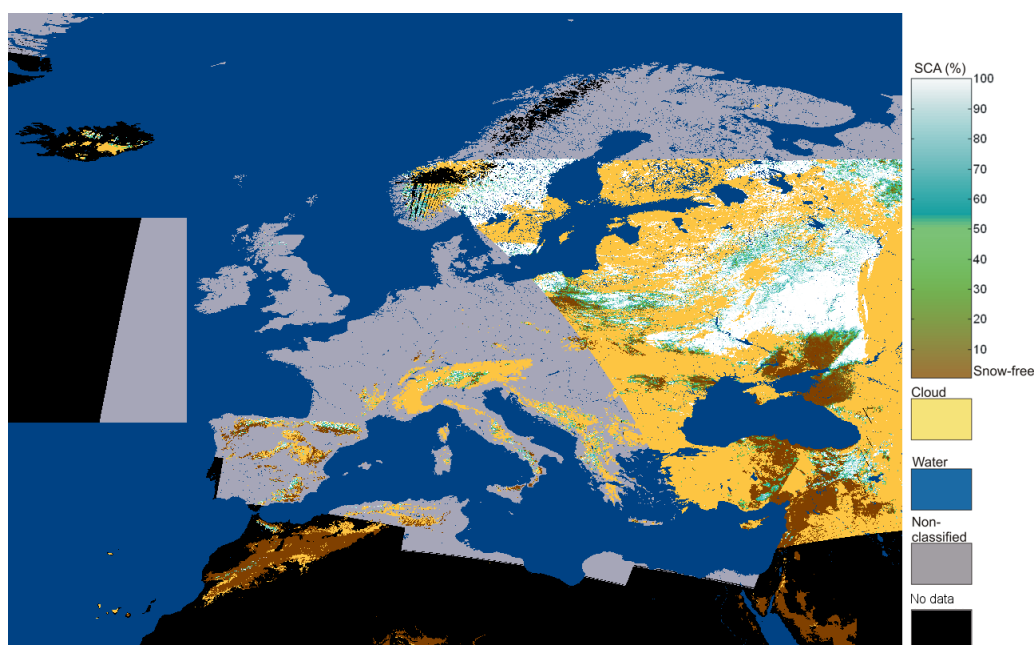 SCA (%)
100
90
80
70
60
50
40
30
20
10
Snow-free
Cloud
Water
Non-
classified
No data